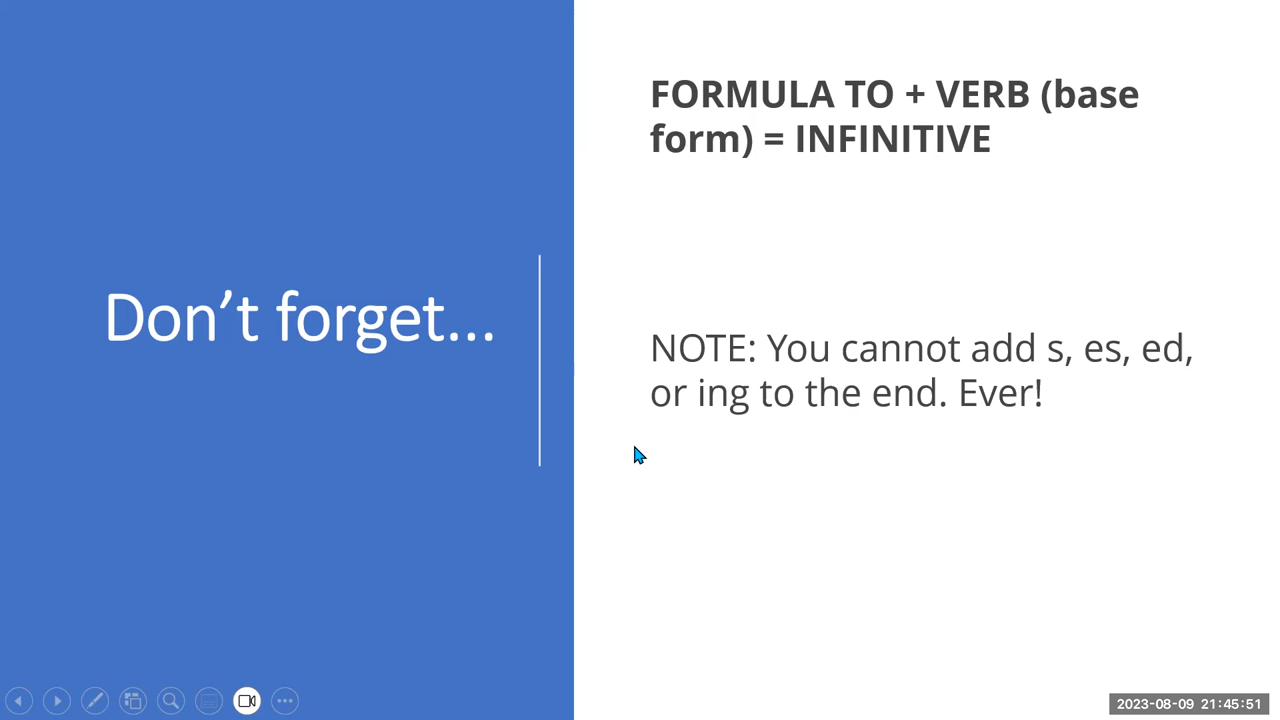 FORMULA TO + VERB (base
form) = INFINITIVE
Don’t forget...
NOTE: You cannot add s, es, ed,
or ing to the end. Ever!
2023-08-09 21:45:51